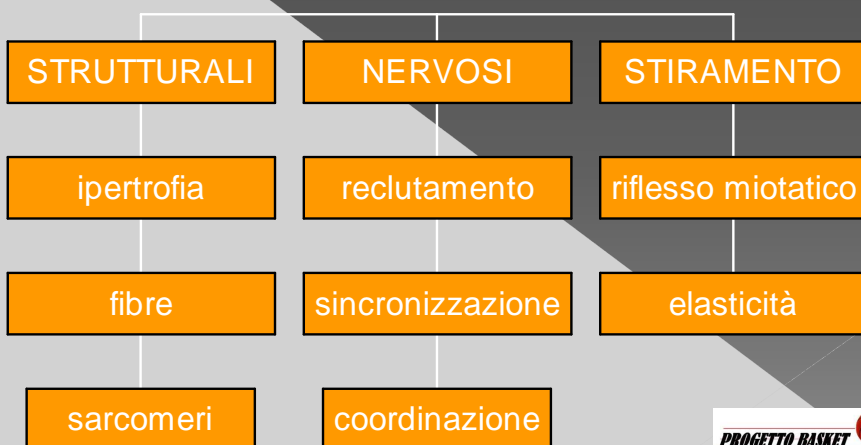 STRUTTURALI
NERVOSI
STIRAMENTO
ipertrofia
reclutamento
riflesso miotatico
fibre
sincronizzazione
elasticità
sarcomeri
coordinazione
PROGETTO BASKET